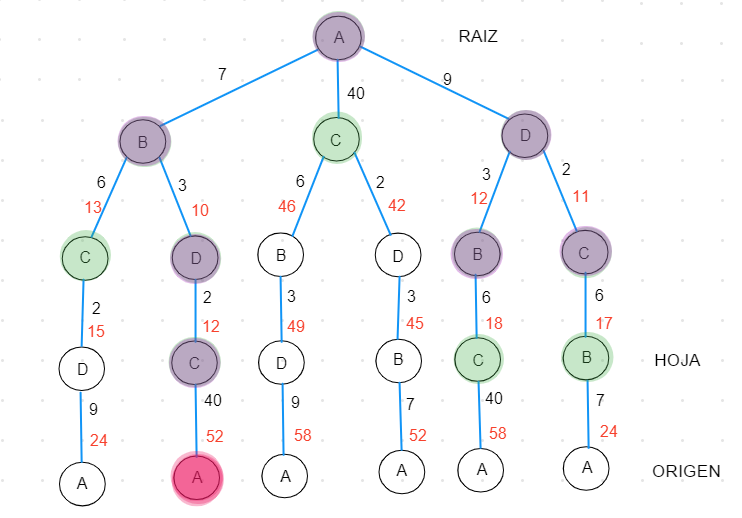 A RAIZ
7 40 9
B C D
6 3 6 2 3 2
13 10 46 42 12 11
C D B D B C
2 2 3 3 6 6
15 12 49 45 18 17
D C D B C B HOJA
9 40 9 7 40 7
24 52 58 52 58 24
A A A A A A ORIGEN